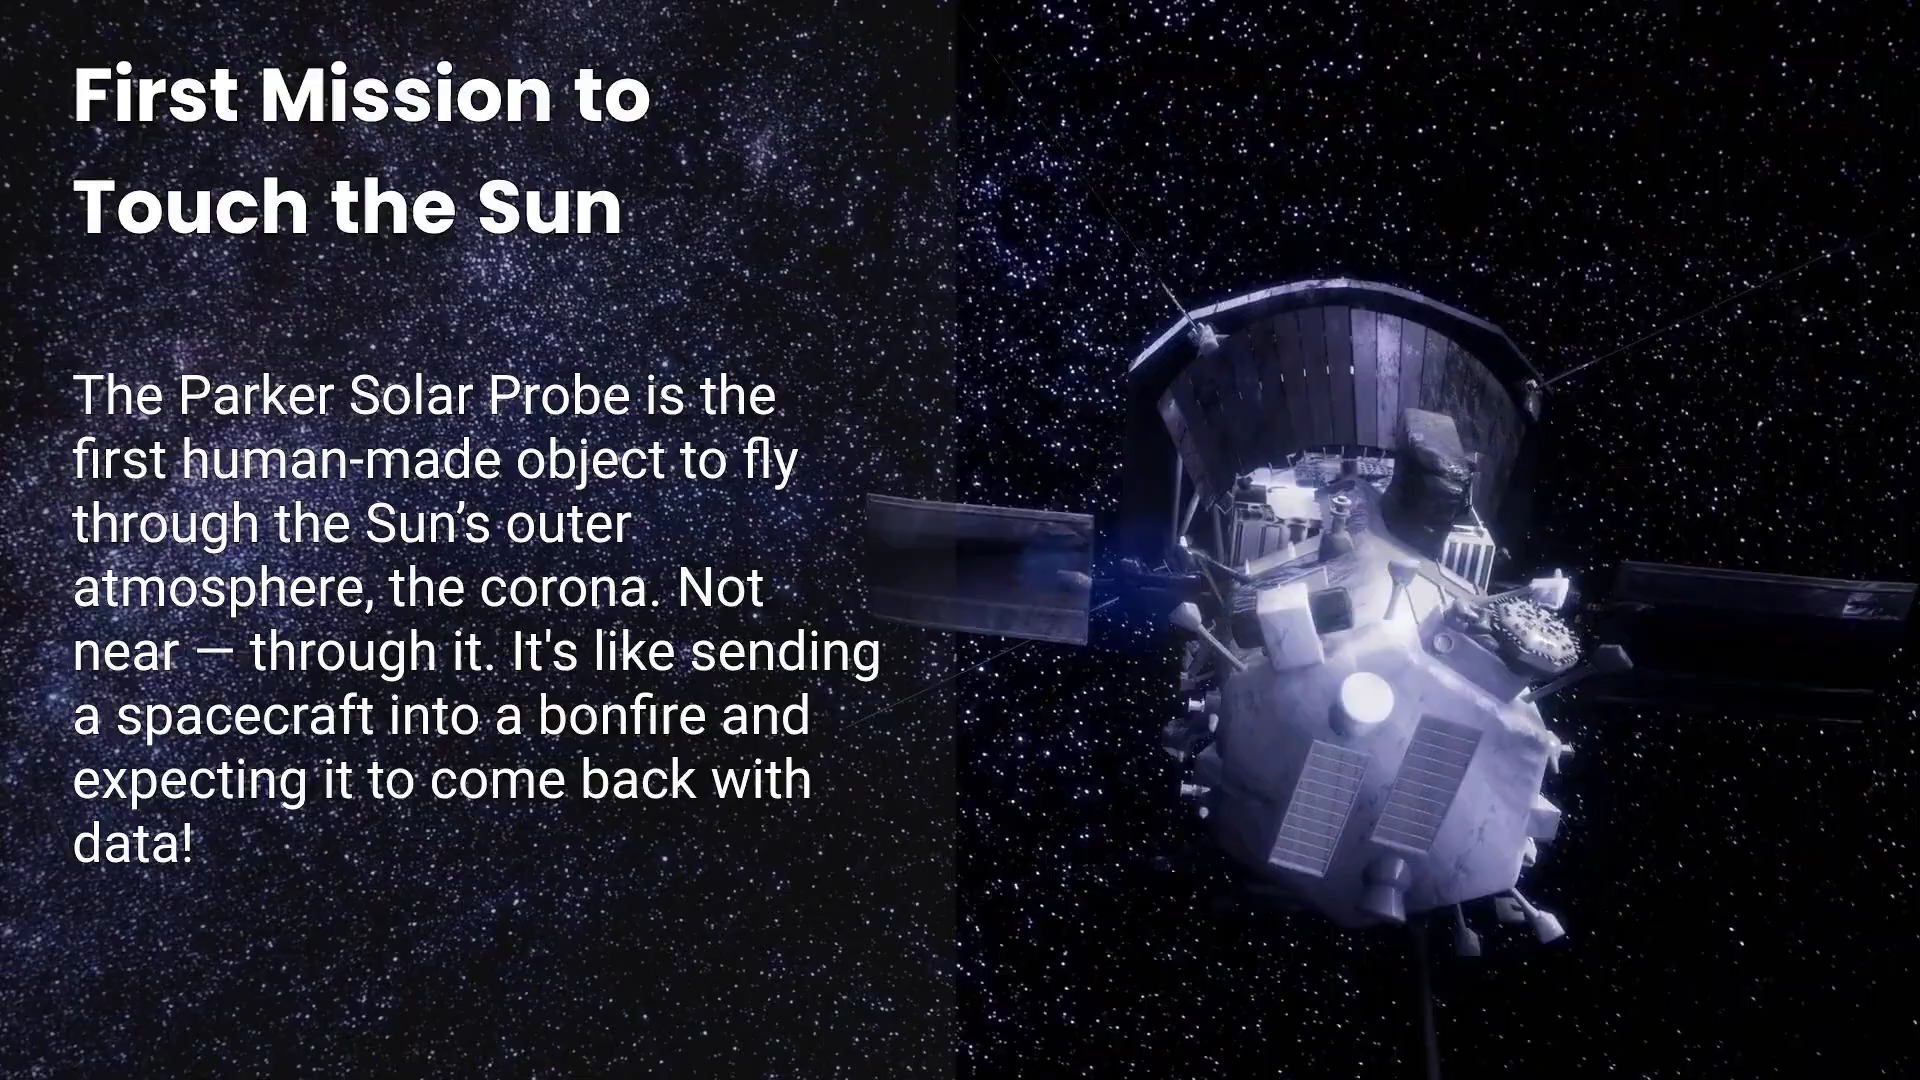 First Mission to
Touch the Sun
The Parker Solar Probe is the
first human-made object to fly
through the Sun’s outer
atmosphere, the corona. Not
near — through it. It's like sending
a spacecraft into a bonfire and
expecting it to come back with
data!